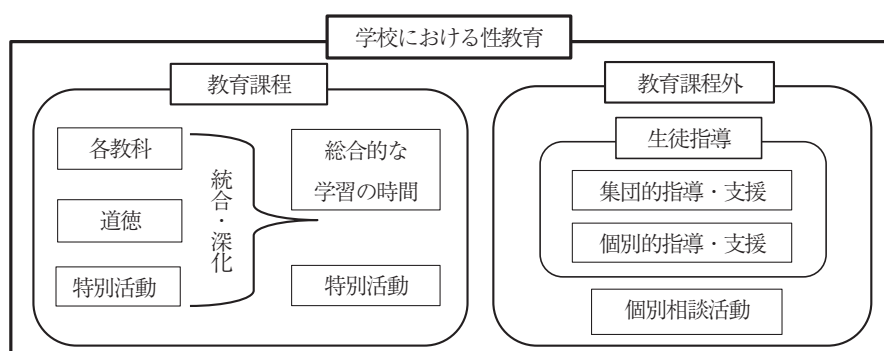 学校における性教育
教育課程
各教科
道徳
特別活動
統合・深化
総合的な
学習の時間
特別活動
教育課程外
生徒指導
集団的指導・支援
個別的指導・支援
個別相談活動